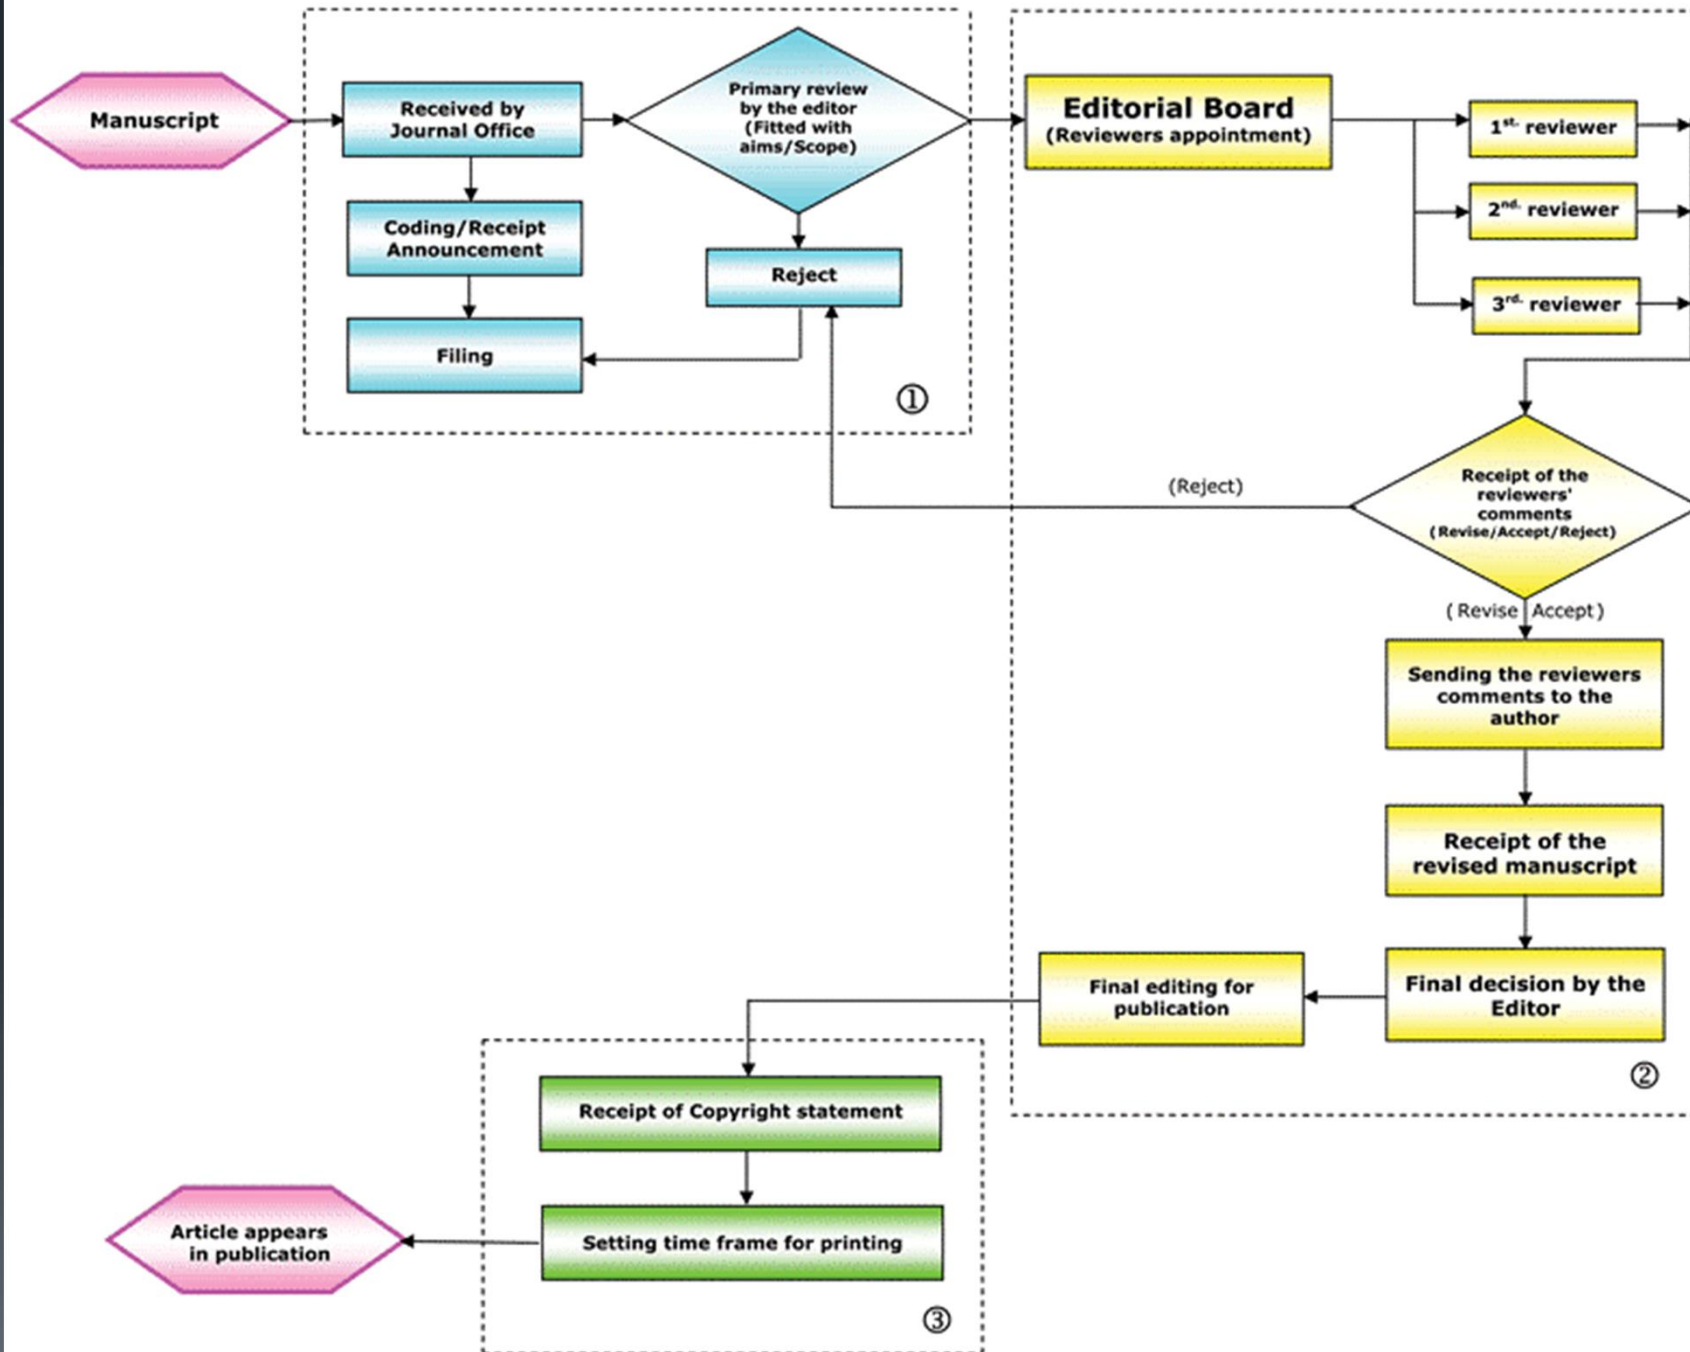 Manuscript
Received by
Journal Office
Primary review
by the editor
(Fitted with
aims/Scope)
Editorial Board
(Reviewers appointment)
1st. reviewer
2nd. reviewer
3rd. reviewer
Coding/Receipt
Announcement
Reject
Filing
①
(Reject)
Receipt of the
reviewers'
comments
(Revise/Accept/Reject)
(Revise Accept)
Sending the reviewers
comments to the
author
Receipt of the
revised manuscript
Final decision by the
Editor
Final editing for
publication
②
Receipt of Copyright statement
Setting time frame for printing
Article appears
in publication
③